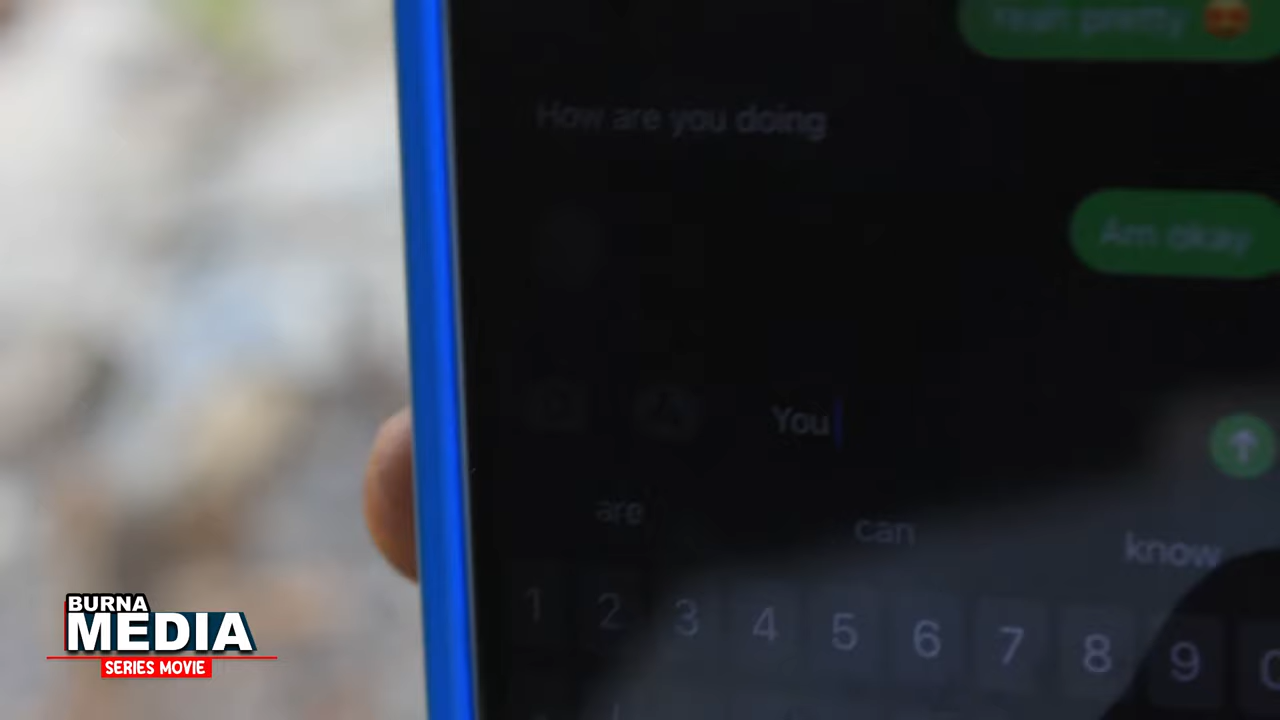 Yeah pretty 😍
How are you doing
Am okay
You
are can know
1 2 3 4 5 6 7 8 9 0
BURNA
MEDIA
SERIES MOVIE